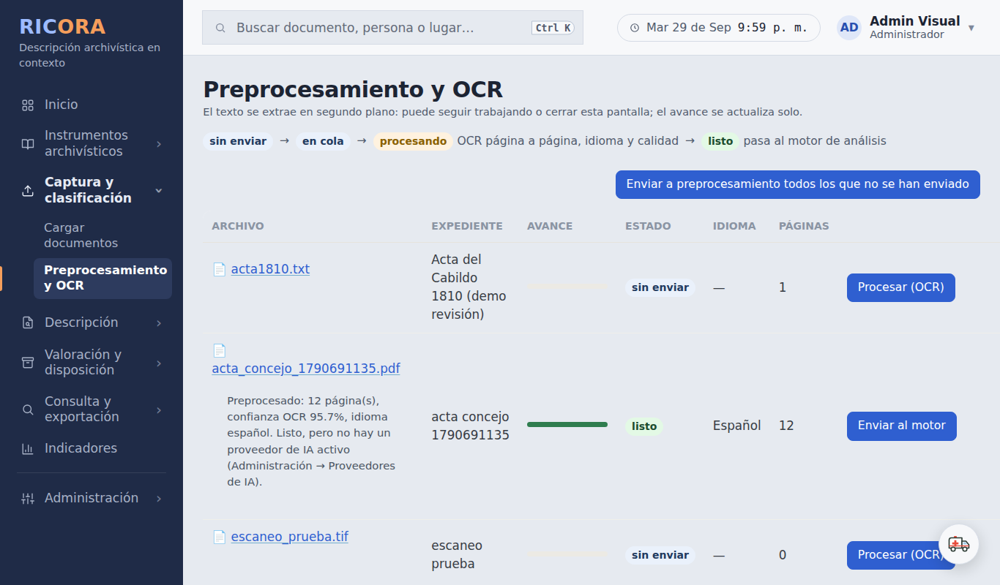 RICORA
Descripción archivística en
contexto
Inicio
Instrumentos
archivísticos
Captura y
clasificación
Cargar
documentos
Preprocesamiento
y OCR
Descripción
Valoración y
disposición
Consulta y
exportación
Indicadores
Administración
Buscar documento, persona o lugar…
Ctrl K
Mar 29 de Sep 9:59 p. m.
AD
Admin Visual
Administrador
Preprocesamiento y OCR
El texto se extrae en segundo plano: puede seguir trabajando o cerrar esta pantalla; el avance se actualiza solo.
sin enviar → en cola → procesando OCR página a página, idioma y calidad → listo pasa al motor de análisis
Enviar a preprocesamiento todos los que no se han enviado
ARCHIVO EXPEDIENTE AVANCE ESTADO IDIOMA PÁGINAS
acta1810.txt
Acta del
Cabildo
1810 (demo
revisión)
sin enviar
—
1
Procesar (OCR)
acta_concejo_1790691135.pdf
Preprocesado: 12 página(s),
confianza OCR 95.7%, idioma
español. Listo, pero no hay un
proveedor de IA activo
(Administración → Proveedores
de IA).
acta concejo
1790691135
listo
Español
12
Enviar al motor
escaneo_prueba.tif
escaneo
prueba
sin enviar
—
0
Procesar (OCR)